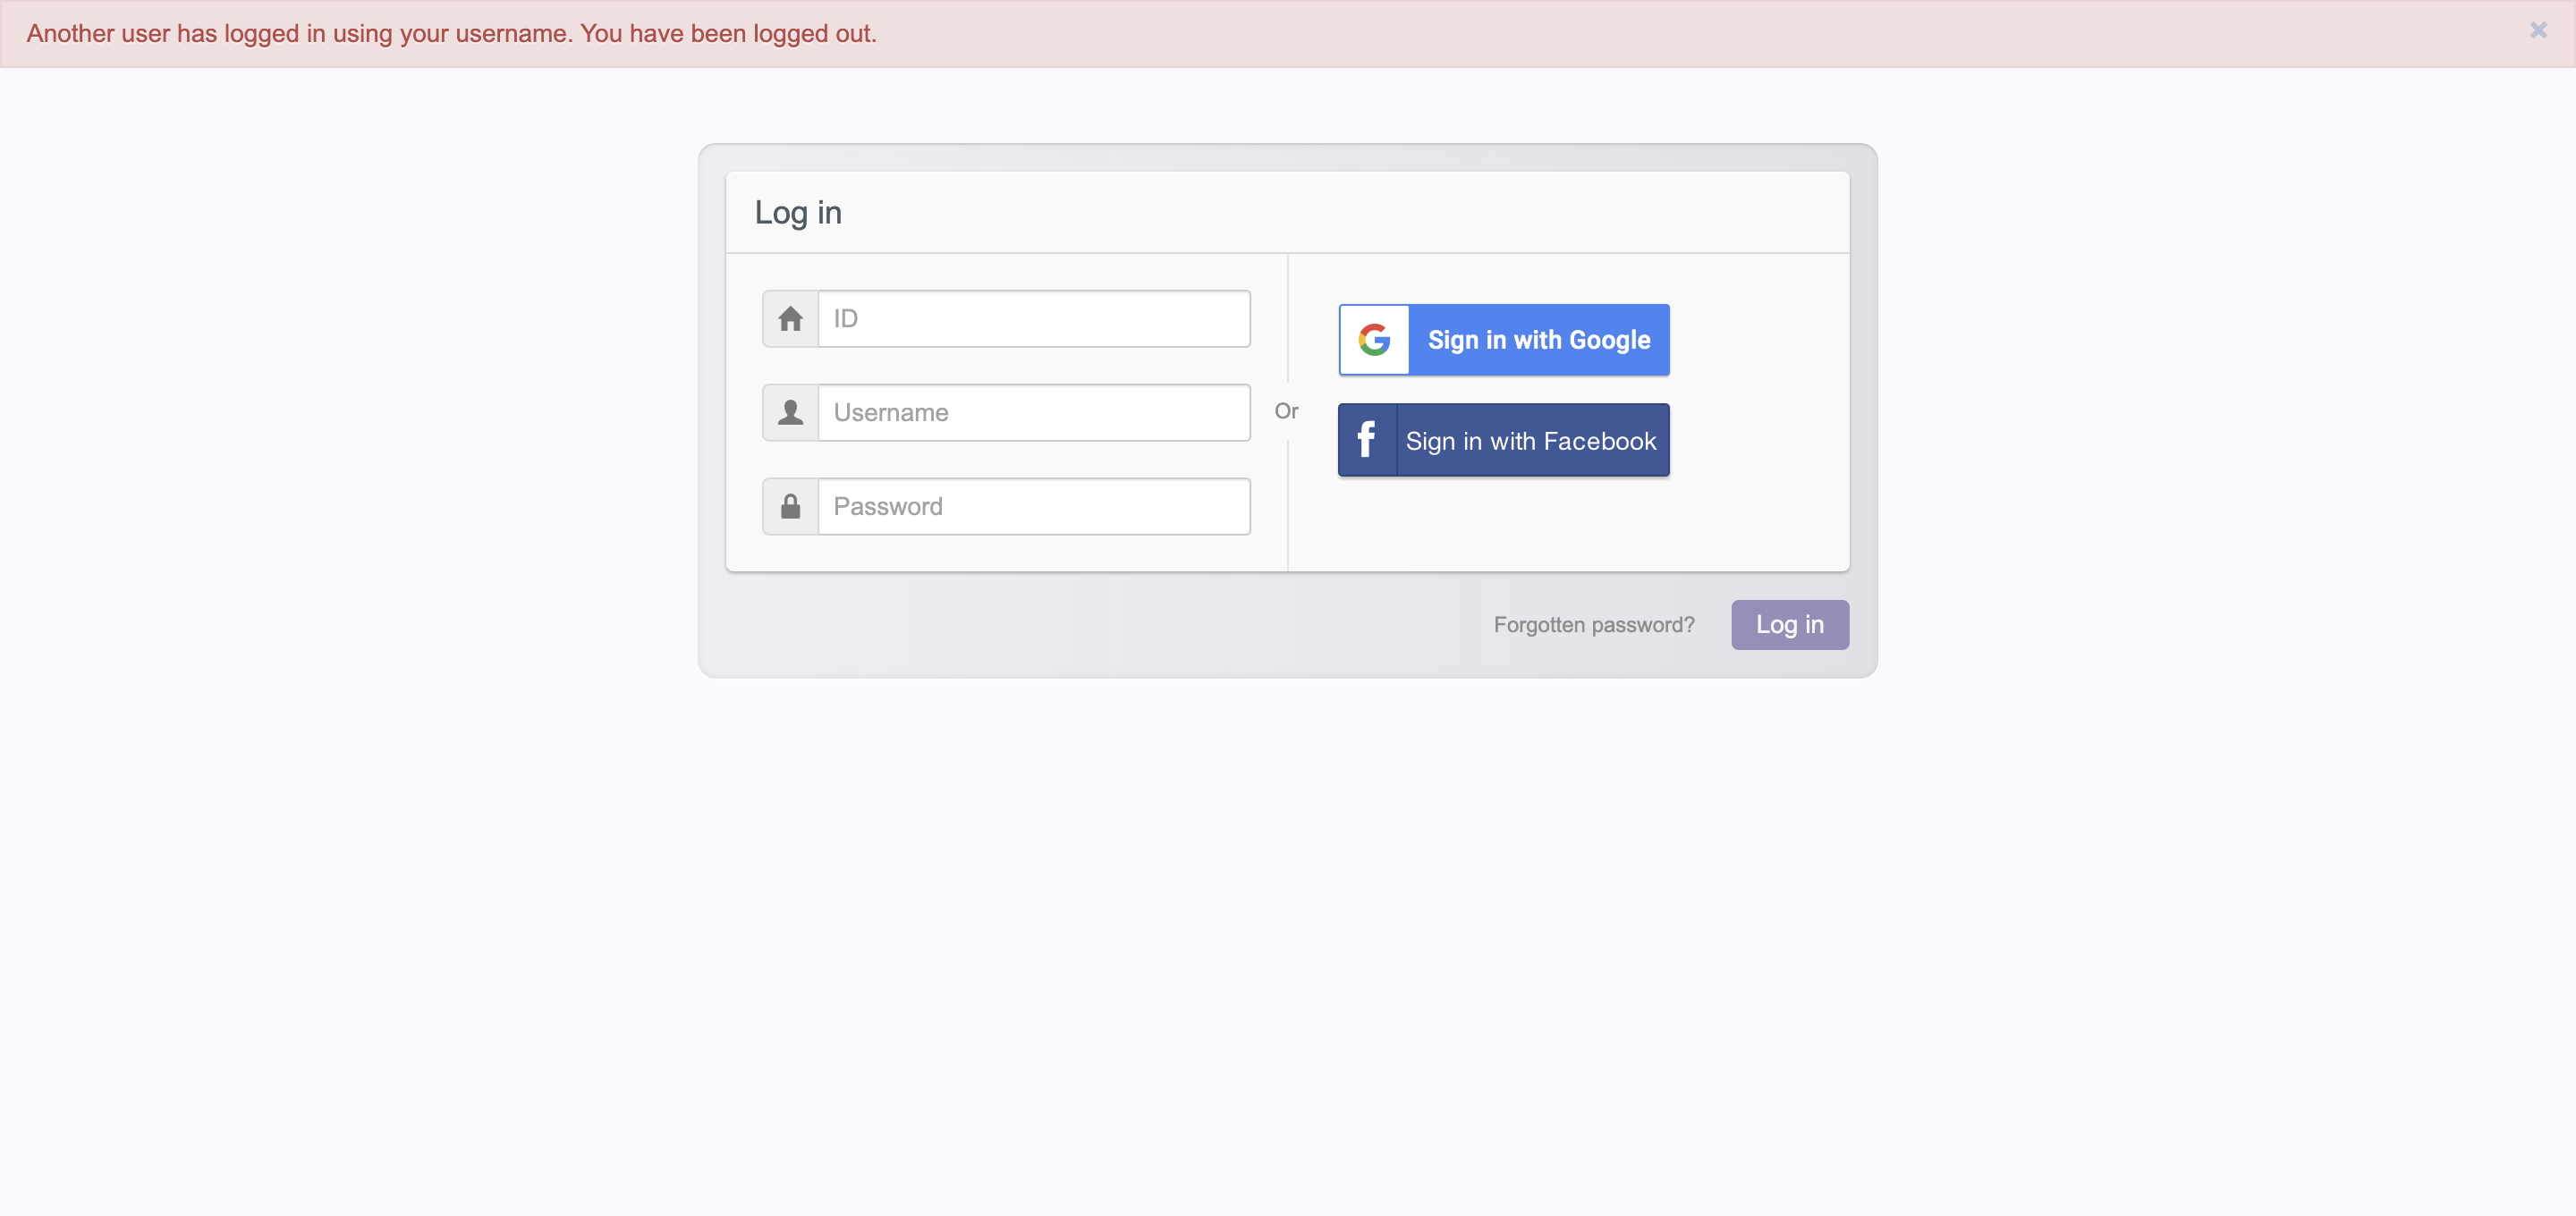 Another user has logged in using your username. You have been logged out.
Log in
ID
Username
Password
Or
Sign in with Google
Sign in with Facebook
Forgotten password?
Log in